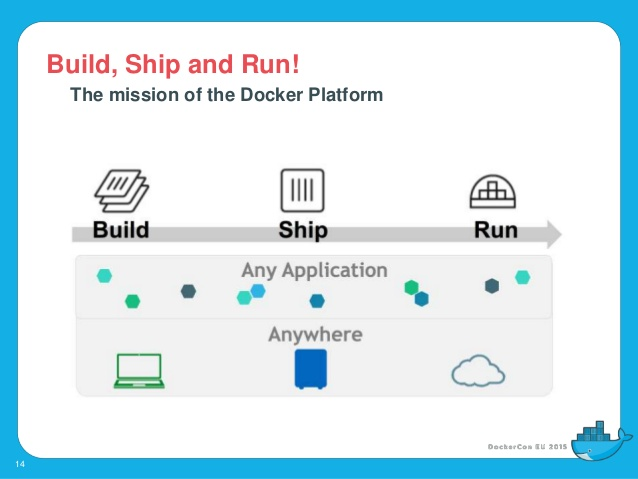 Build, Ship and Run!
The mission of the Docker Platform
Build Ship Run
Any Application
Anywhere
DockerCon EU 2015
14